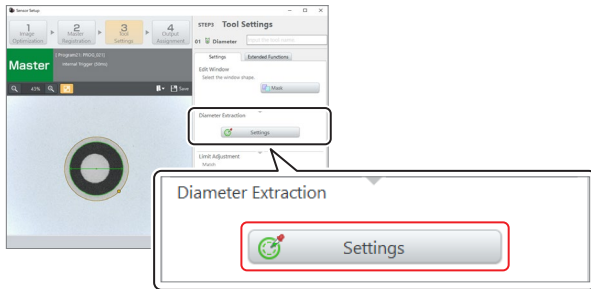 Sensor Setup
1
Image
Optimization
2
Master
Registration
3
Tool
Settings
4
Output
Assignment
STEP3 Tool Settings
01 Diameter
Master
Internal Trigger (50ms)
43%
Save
Settings
Extended Functions
Edit Window
Select the window shape.
Mask
Diameter Extraction
Settings
Limit Adjustment
Match
Diameter Extraction
Settings